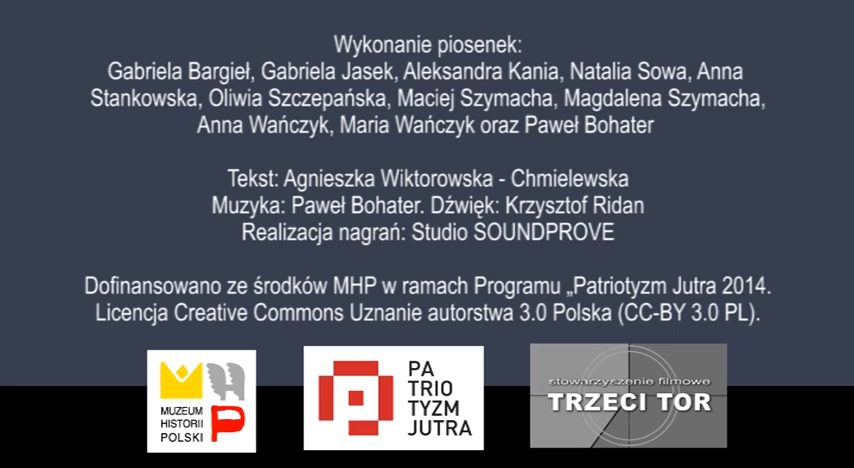 Wykonanie piosenek:
Gabriela Bargieł, Gabriela Jasek, Aleksandra Kania, Natalia Sowa, Anna
Stankowska, Oliwia Szczepańska, Maciej Szymacha, Magdalena Szymacha,
Anna Wańczyk, Maria Wańczyk oraz Paweł Bohater
Tekst: Agnieszka Wiktorowska - Chmielewska
Muzyka: Paweł Bohater. Dźwięk: Krzysztof Ridan
Realizacja nagrań: Studio SOUNDPROVE
Dofinansowano ze środków MHP w ramach Programu „Patriotyzm Jutra 2014.
Licencja Creative Commons Uznanie autorstwa 3.0 Polska (CC-BY 3.0 PL).
M H P
MUZEUM
HISTORII
POLSKI
PA
TRIO
TYZM
JUTRA
stowarzyszenie filmowe
TRZECI TOR